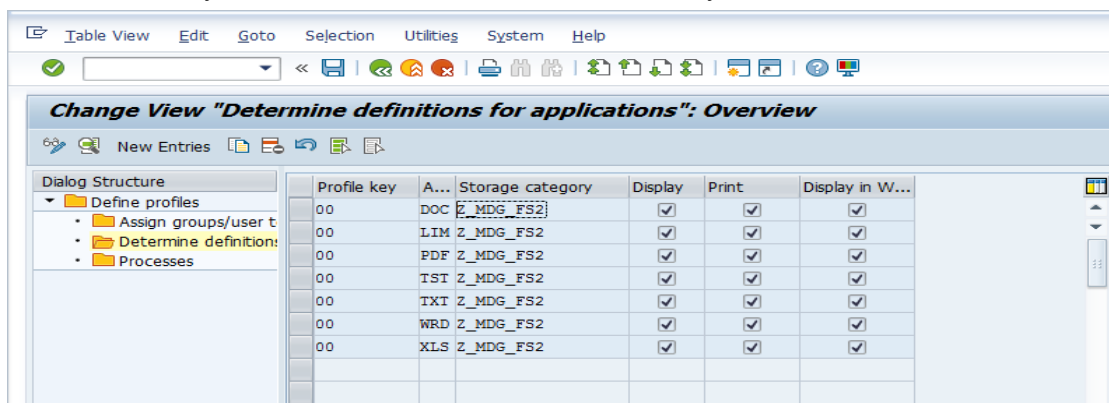 Table View Edit Goto Selection Utilities System Help
Change View "Determine definitions for applications": Overview
New Entries
Dialog Structure
Define profiles
Assign groups/user t
Determine definition:
Processes
Profile key A... Storage category Display Print Display in W...
00 DOC Z_MDG_FS2
00 LIM Z_MDG_FS2
00 PDF Z_MDG_FS2
00 TST Z_MDG_FS2
00 TXT Z_MDG_FS2
00 WRD Z_MDG_FS2
00 XLS Z_MDG_FS2